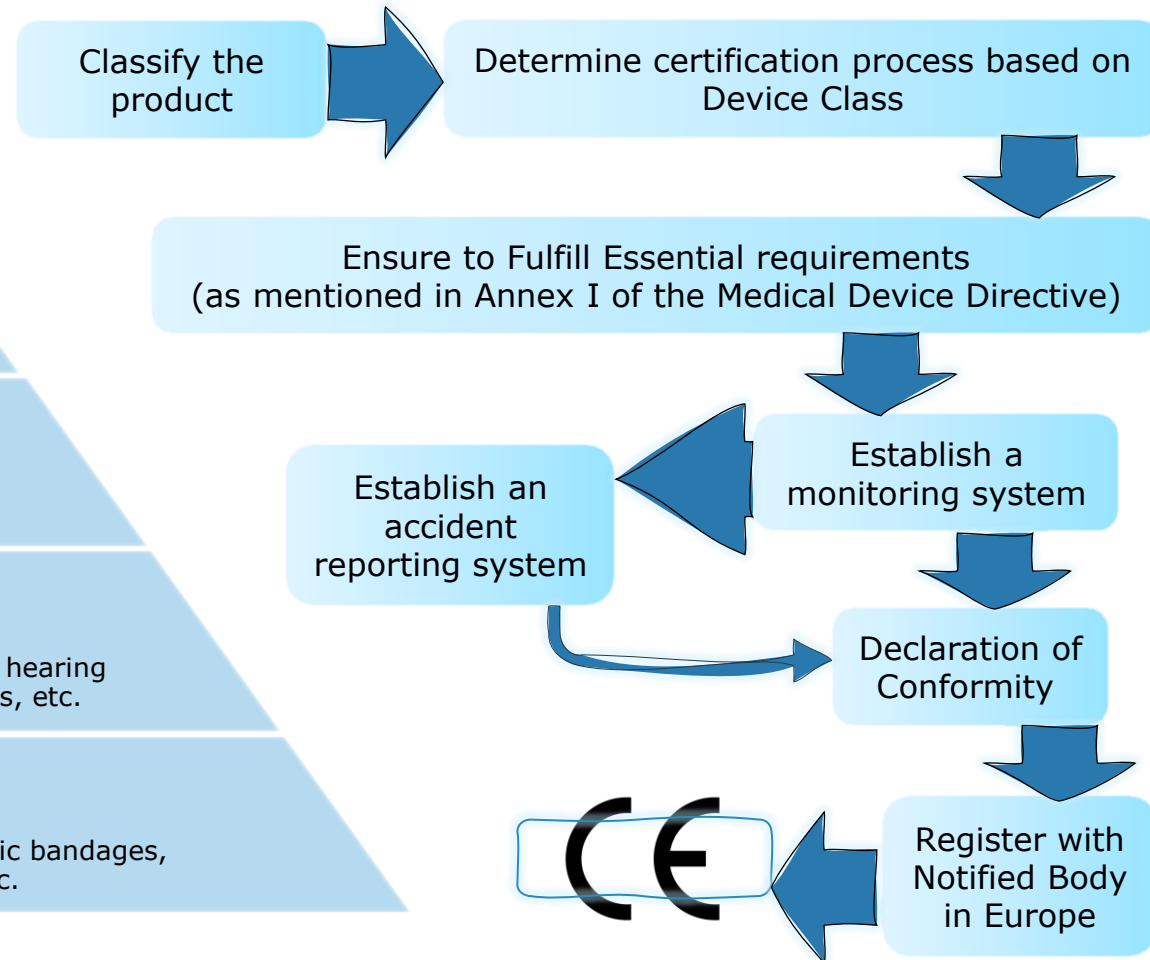 Classify the
product
Determine certification process based on
Device Class
Ensure to Fulfill Essential requirements
(as mentioned in Annex I of the Medical Device Directive)
Establish a
monitoring system
Establish an
accident
reporting system
Declaration of
Conformity
Register with
Notified Body
in Europe
CE
hearing
etc.
bandages,